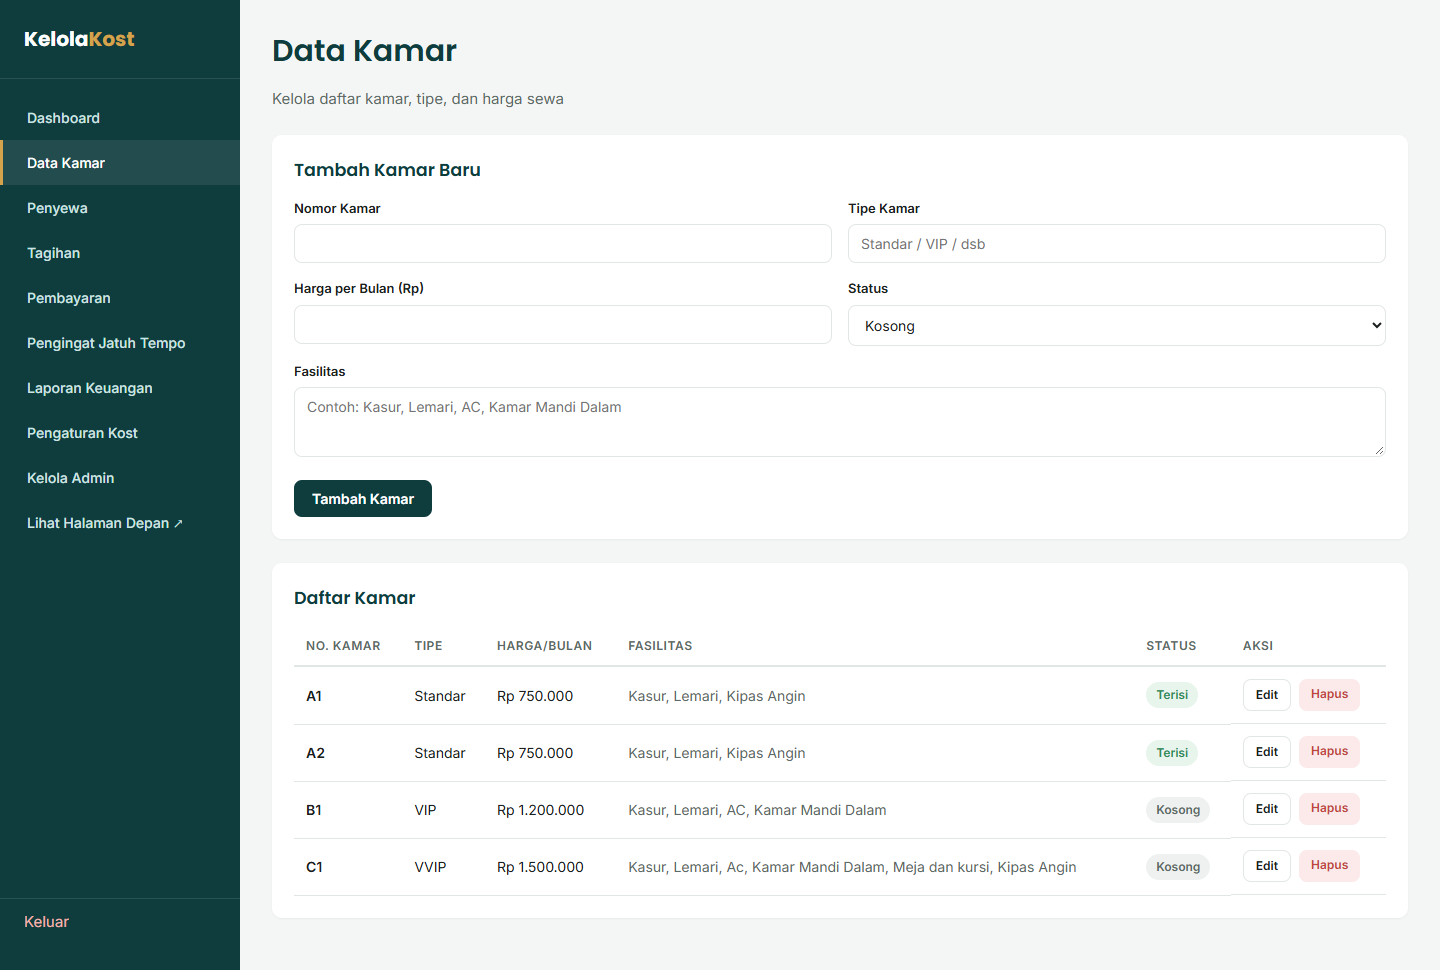 KelolaKost
Dashboard
Data Kamar
Penyewa
Tagihan
Pembayaran
Pengingat Jatuh Tempo
Laporan Keuangan
Pengaturan Kost
Kelola Admin
Lihat Halaman Depan ↗
Keluar
Data Kamar
Kelola daftar kamar, tipe, dan harga sewa
Tambah Kamar Baru
Nomor Kamar
Tipe Kamar
Standar / VIP / dsb
Harga per Bulan (Rp)
Status
Kosong
Fasilitas
Contoh: Kasur, Lemari, AC, Kamar Mandi Dalam
Tambah Kamar
Daftar Kamar
NO. KAMAR TIPE HARGA/BULAN FASILITAS STATUS AKSI
A1 Standar Rp 750.000 Kasur, Lemari, Kipas Angin Terisi Edit Hapus
A2 Standar Rp 750.000 Kasur, Lemari, Kipas Angin Terisi Edit Hapus
B1 VIP Rp 1.200.000 Kasur, Lemari, AC, Kamar Mandi Dalam Kosong Edit Hapus
C1 VVIP Rp 1.500.000 Kasur, Lemari, Ac, Kamar Mandi Dalam, Meja dan kursi, Kipas Angin Kosong Edit Hapus